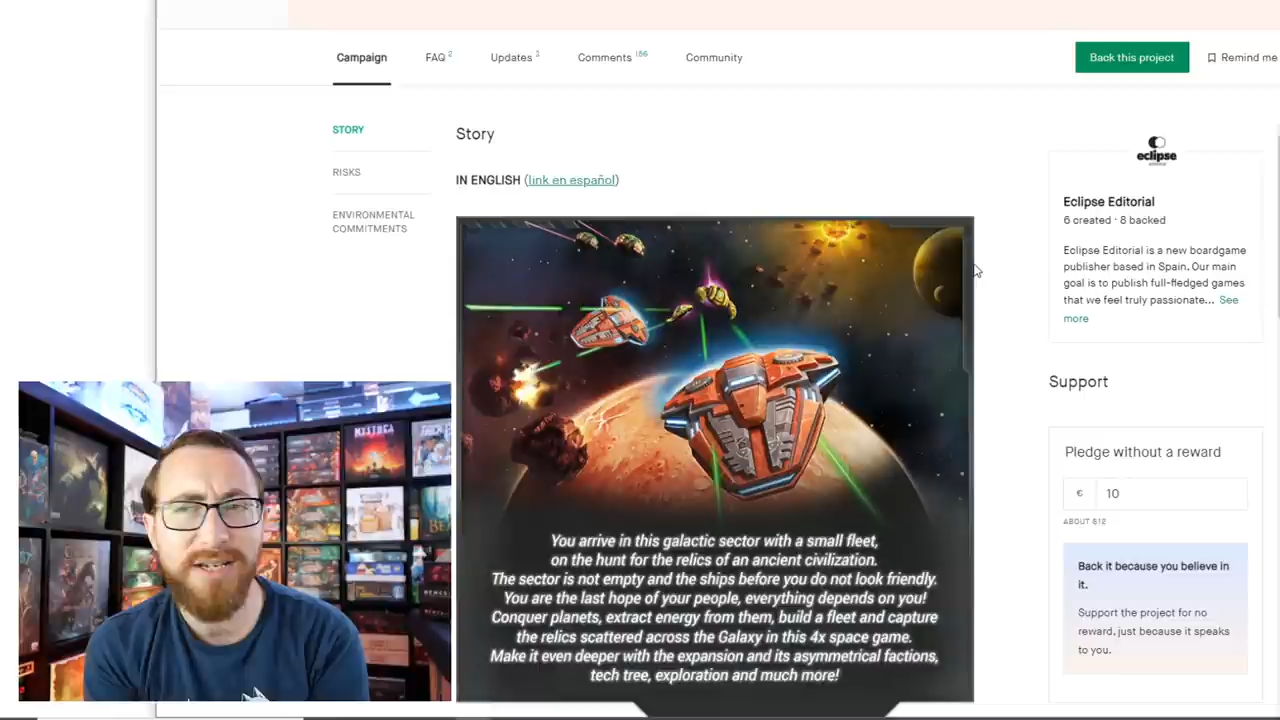 Campaign
FAQ 2
Updates 3
Comments 186
Community
Back this project
Remind me
STORY
RISKS
ENVIRONMENTAL
COMMITMENTS
Story
IN ENGLISH (link en español)
You arrive in this galactic sector with a small fleet,
on the hunt for the relics of an ancient civilization.
The sector is not empty and the ships before you do not look friendly.
You are the last hope of your people, everything depends on you!
Conquer planets, extract energy from them, build a fleet and capture
the relics scattered across the Galaxy in this 4x space game.
Make it even deeper with the expansion and its asymmetrical factions,
tech tree, exploration and much more!
eclipse
Eclipse Editorial
6 created · 8 backed
Eclipse Editorial is a new boardgame
publisher based in Spain. Our main
goal is to publish full-fledged games
that we feel truly passionate... See
more
Support
Pledge without a reward
€ 10
ABOUT $12
Back it because you believe in
it.
Support the project for no
reward, just because it speaks
to you.